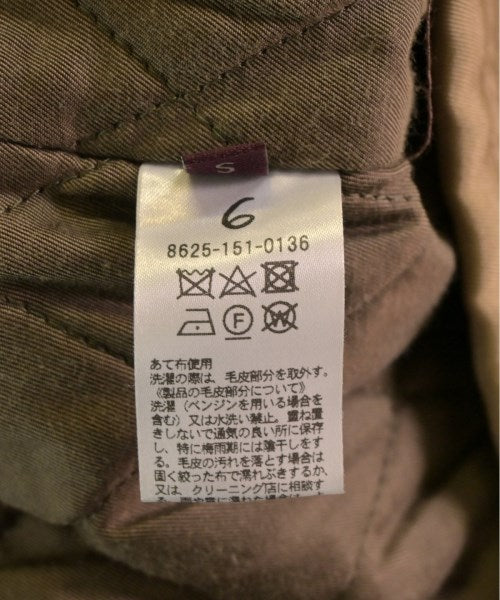 S
6
8625-151-0136
F
W
あて布使用
洗濯の際は、毛皮部分を取外す。
《製品の毛皮部分について》
洗濯（ベンジンを用いる場合を
含む）又は水洗い禁止。重ね置
きしないで通気の良い所に保存
し、特に梅雨期には陰干しをす
る。毛皮の汚れを落とす場合は
固く絞った布で濡れぶきするか、
又は、クリーニング店に相談す